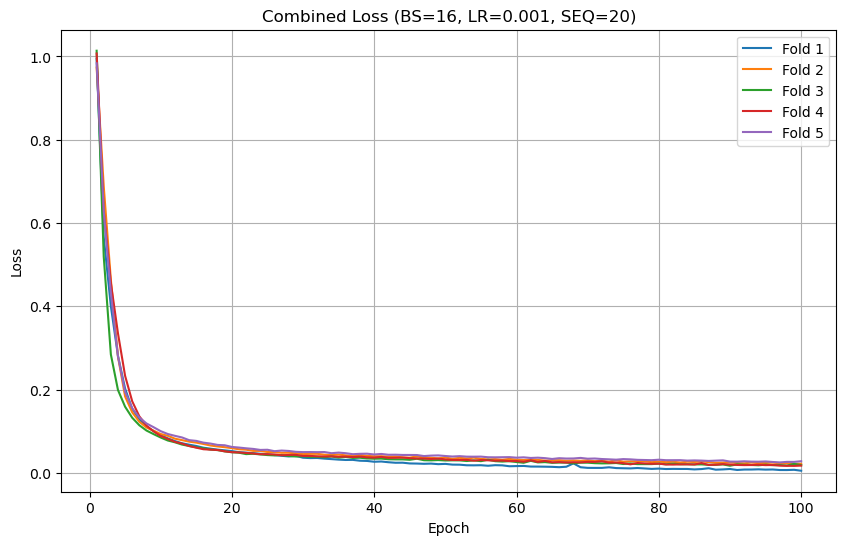 Combined Loss (BS=16, LR=0.001, SEQ=20)
Fold 1
Fold 2
Fold 3
Fold 4
Fold 5
1.0
0.8
0.6
0.4
0.2
0.0
Loss
0
20
40
60
80
100
Epoch